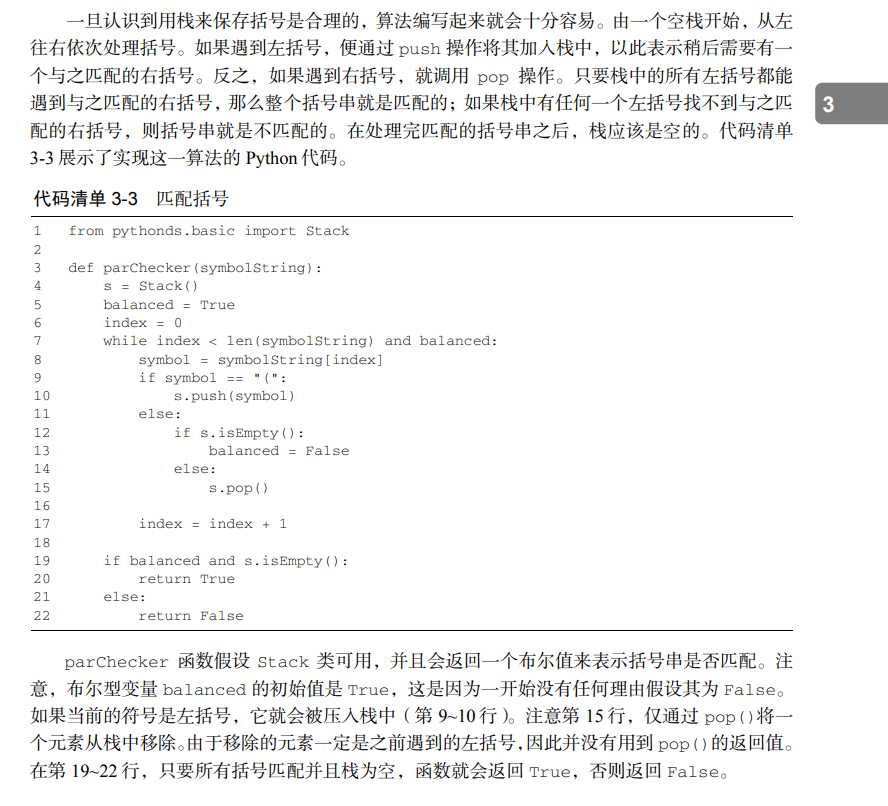 一旦认识到用栈来保存括号是合理的，算法编写起来就会十分容易。由一个空栈开始，从左
往右依次处理括号。如果遇到左括号，便通过 push 操作将其加入栈中，以此表示稍后需要有一
个与之匹配的右括号。反之，如果遇到右括号，就调用 pop 操作。只要栈中的所有左括号都能
遇到与之匹配的右括号，那么整个括号串就是匹配的；如果栈中有任何一个左括号找不到与之匹
配的右括号，则括号串就是不匹配的。在处理完匹配的括号串之后，栈应该是空的。代码清单
3-3 展示了实现这一算法的 Python 代码。
3
代码清单 3-3 匹配括号
1 from pythonds.basic import Stack
2
3 def parChecker(symbolString):
4     s = Stack()
5     balanced = True
6     index = 0
7     while index < len(symbolString) and balanced:
8         symbol = symbolString[index]
9         if symbol == "(":
10             s.push(symbol)
11         else:
12             if s.isEmpty():
13                 balanced = False
14             else:
15                 s.pop()
16
17         index = index + 1
18
19     if balanced and s.isEmpty():
20         return True
21     else:
22         return False
parChecker 函数假设 Stack 类可用，并且会返回一个布尔值来表示括号串是否匹配。注
意，布尔型变量 balanced 的初始值是 True，这是因为一开始没有任何理由假设其为 False。
如果当前的符号是左括号，它就会被压入栈中（第 9~10 行）。注意第 15 行，仅通过 pop()将一
个元素从栈中移除。由于移除的元素一定是之前遇到的左括号，因此并没有用到 pop()的返回值。
在第 19~22 行，只要所有括号匹配并且栈为空，函数就会返回 True，否则返回 False。